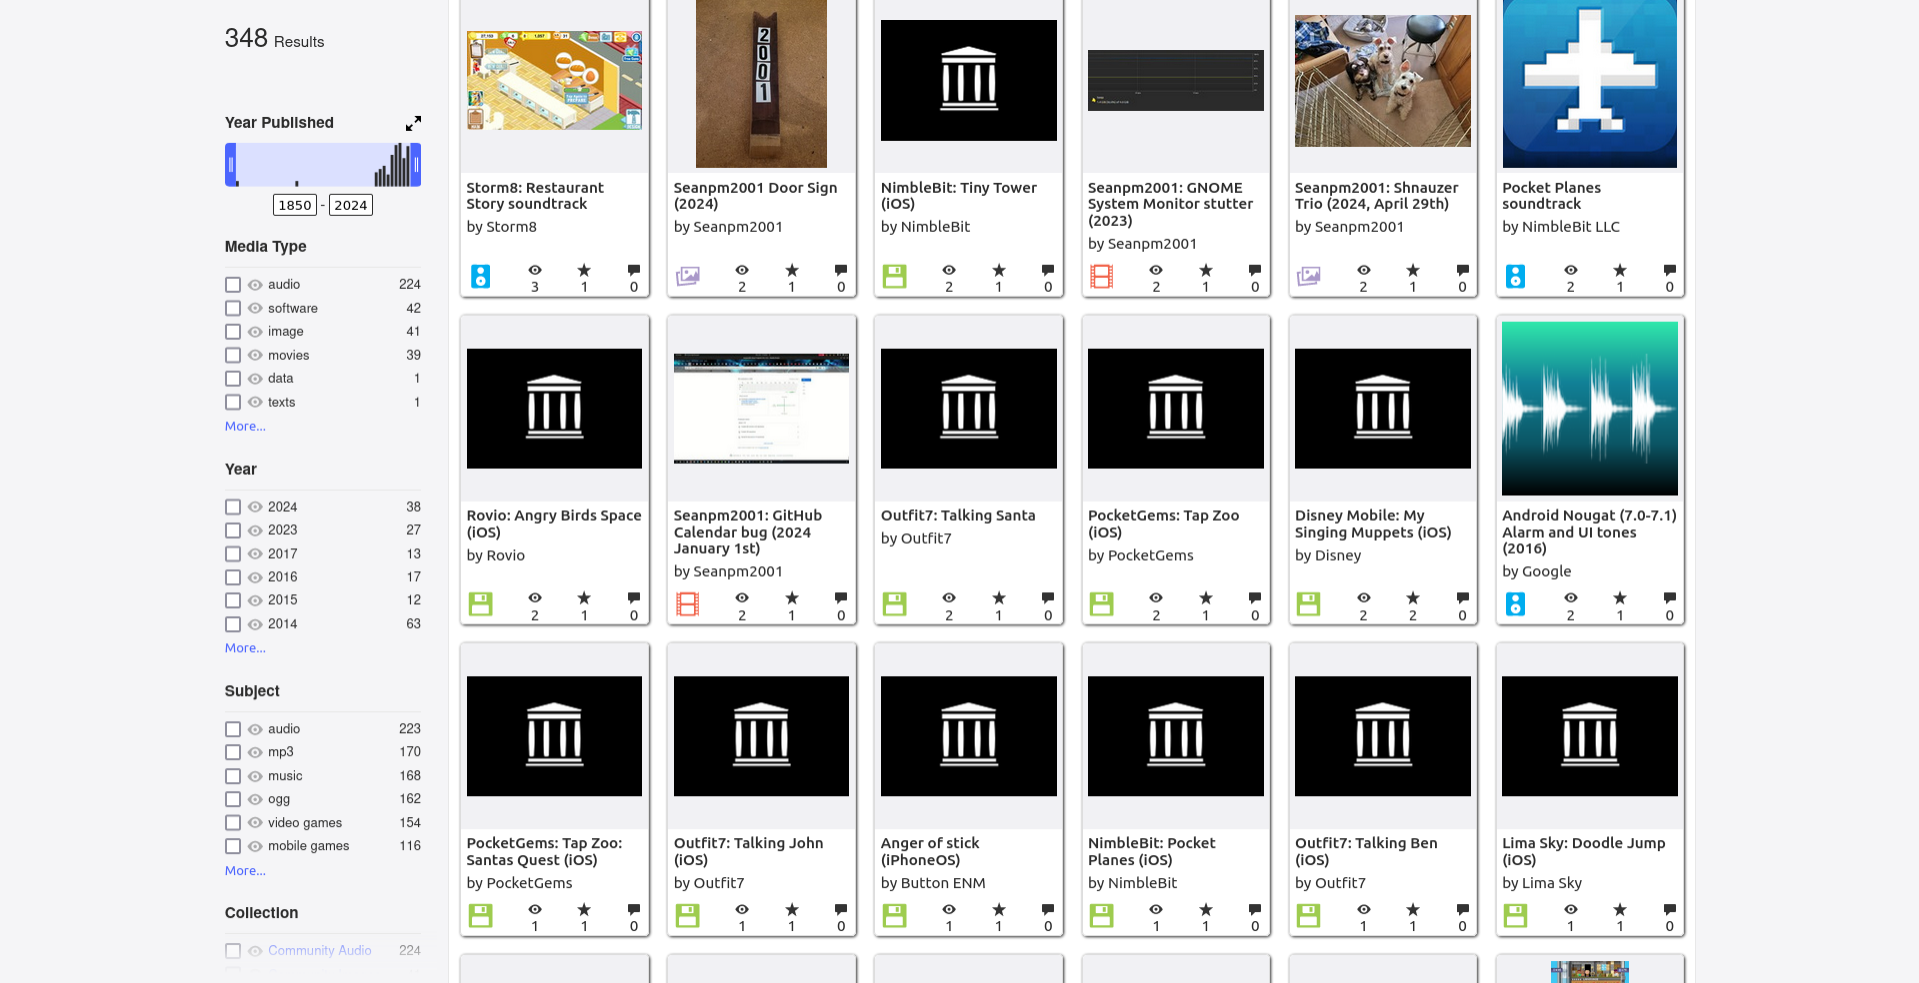 348 Results
Year Published
1850 - 2024
Media Type
audio 224
software 42
image 41
movies 39
data 1
texts 1
More...
Year
2024 38
2023 27
2017 13
2016 17
2015 12
2014 63
More...
Subject
audio 223
mp3 170
music 168
ogg 162
video games 154
mobile games 116
More...
Collection
Community Audio 224
Storm8: Restaurant
Story soundtrack
by Storm8
3 1 0
2001
Seanpm2001 Door Sign
(2024)
by Seanpm2001
2 1 0
NimbleBit: Tiny Tower
(iOS)
by NimbleBit
2 1 0
Seanpm2001: GNOME
System Monitor stutter
(2023)
by Seanpm2001
2 1 0
Seanpm2001: Shnauzer
Trio (2024, April 29th)
by Seanpm2001
2 1 0
Pocket Planes
soundtrack
by NimbleBit LLC
2 1 0
Rovio: Angry Birds Space
(iOS)
by Rovio
2 1 0
Seanpm2001: GitHub
Calendar bug (2024
January 1st)
by Seanpm2001
2 1 0
Outfit7: Talking Santa
by Outfit7
2 1 0
PocketGems: Tap Zoo
(iOS)
by PocketGems
2 1 0
Disney Mobile: My
Singing Muppets (iOS)
by Disney
2 2 0
Android Nougat (7.0-7.1)
Alarm and UI tones
(2016)
by Google
2 1 0
PocketGems: Tap Zoo:
Santas Quest (iOS)
by PocketGems
1 1 0
Outfit7: Talking John
(iOS)
by Outfit7
1 1 0
Anger of stick
(iPhoneOS)
by Button ENM
1 1 0
NimbleBit: Pocket
Planes (iOS)
by NimbleBit
1 1 0
Outfit7: Talking Ben
(iOS)
by Outfit7
1 1 0
Lima Sky: Doodle Jump
(iOS)
by Lima Sky
1 1 0